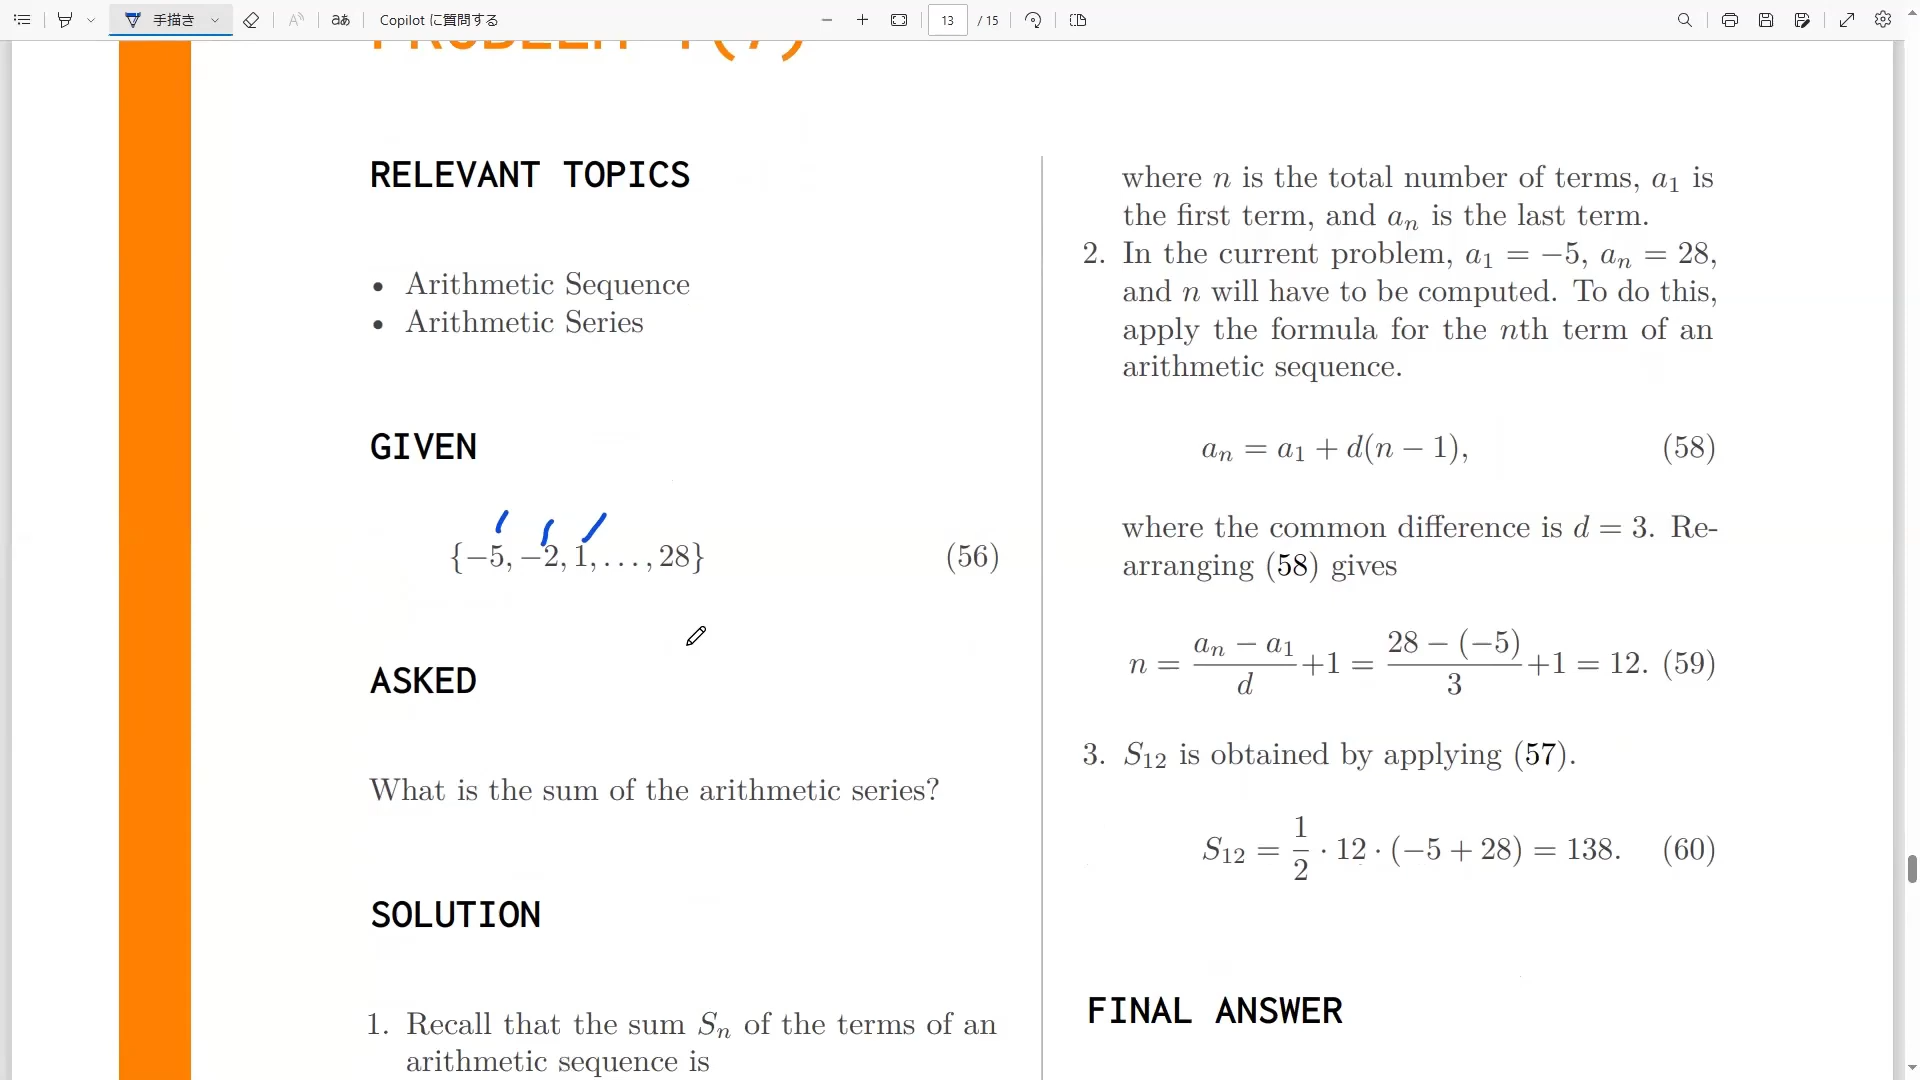 手描き
aあ
Copilot に質問する
13 / 15
RELEVANT TOPICS
• Arithmetic Sequence
• Arithmetic Series
GIVEN
{−5, −2, 1, . . . , 28} (56)
ASKED
What is the sum of the arithmetic series?
SOLUTION
1. Recall that the sum Sₙ of the terms of an
arithmetic sequence is
where n is the total number of terms, a₁ is
the first term, and aₙ is the last term.
2. In the current problem, a₁ = −5, aₙ = 28,
and n will have to be computed. To do this,
apply the formula for the nth term of an
arithmetic sequence.
aₙ = a₁ + d(n − 1), (58)
where the common difference is d = 3. Re-
arranging (58) gives
n = (aₙ − a₁)/d + 1 = (28 − (−5))/3 + 1 = 12. (59)
3. S₁₂ is obtained by applying (57).
S₁₂ = 1/2 · 12 · (−5 + 28) = 138. (60)
FINAL ANSWER